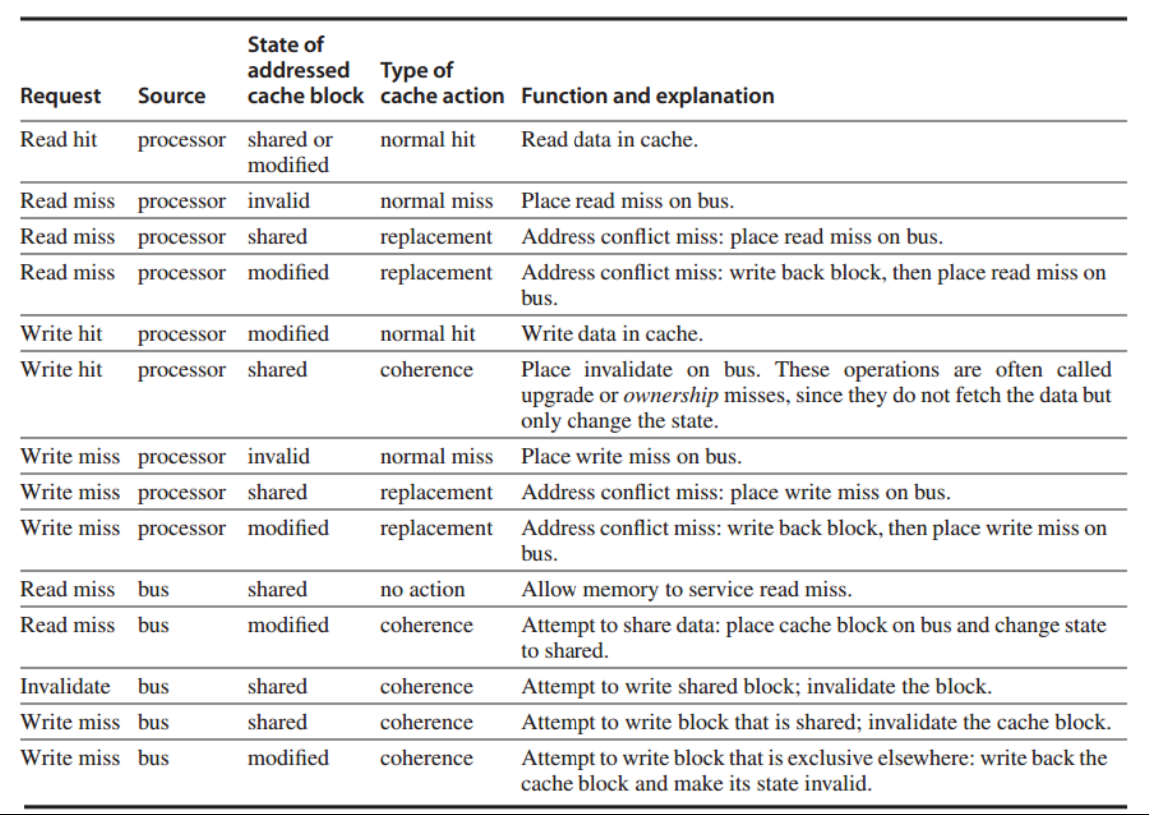 State of
addressed Type of
Request Source cache block cache action Function and explanation
Read hit processor shared or normal hit Read data in cache.
modified
Read miss processor invalid normal miss Place read miss on bus.
Read miss processor shared replacement Address conflict miss: place read miss on bus.
Read miss processor modified replacement Address conflict miss: write back block, then place read miss on
bus.
Write hit processor modified normal hit Write data in cache.
Write hit processor shared coherence Place invalidate on bus. These operations are often called
upgrade or ownership misses, since they do not fetch the data but
only change the state.
Write miss processor invalid normal miss Place write miss on bus.
Write miss processor shared replacement Address conflict miss: place write miss on bus.
Write miss processor modified replacement Address conflict miss: write back block, then place write miss on
bus.
Read miss bus shared no action Allow memory to service read miss.
Read miss bus modified coherence Attempt to share data: place cache block on bus and change state
to shared.
Invalidate bus shared coherence Attempt to write shared block; invalidate the block.
Write miss bus shared coherence Attempt to write block that is shared; invalidate the cache block.
Write miss bus modified coherence Attempt to write block that is exclusive elsewhere: write back the
cache block and make its state invalid.